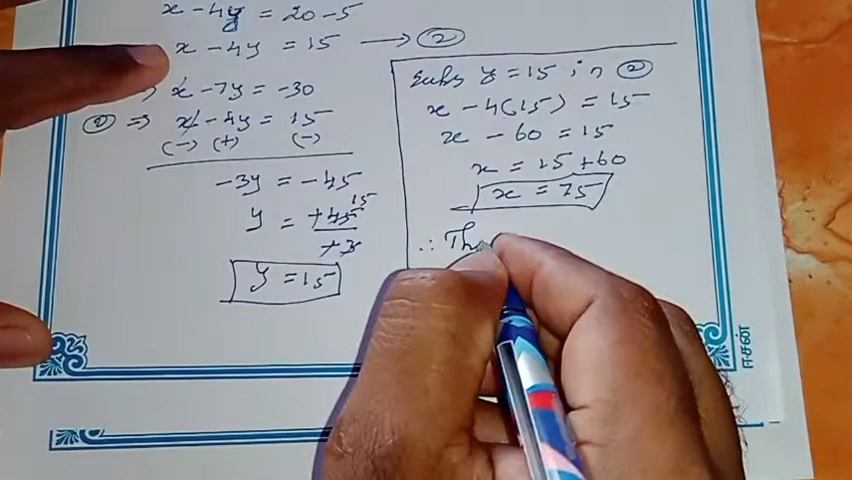 x - 4y = 20 - 5
x - 4y = 15 → ②
x - 7y = -30
② ⇒ x - 4y = 15
(-) (+) (-)
-3y = -45
y = +45 15
+3
y = 15
Subs y = 15 in ②
x - 4(15) = 15
x - 60 = 15
x = 15 + 60
x = 75
∴ Th